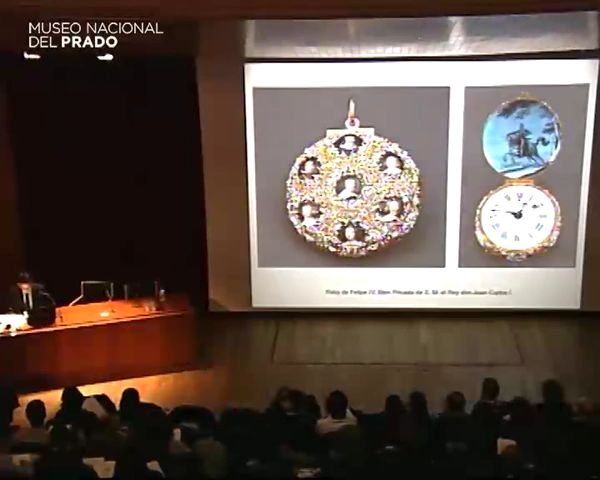 MUSEO NACIONAL
DEL PRADO
Reloj de Felipe IV. Bien Privado de S. M. el Rey don Juan Carlos I.